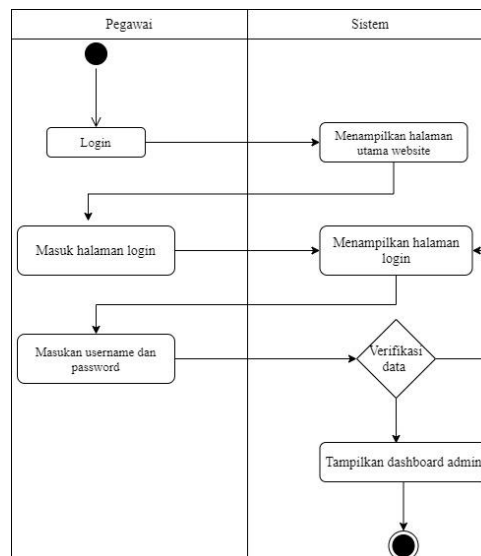 Pegawai
Sistem
Login
Menampilkan halaman
utama website
Masuk halaman login
Menampilkan halaman
login
Masukan username dan
password
Verifikasi
data
Tampilkan dashboard admin